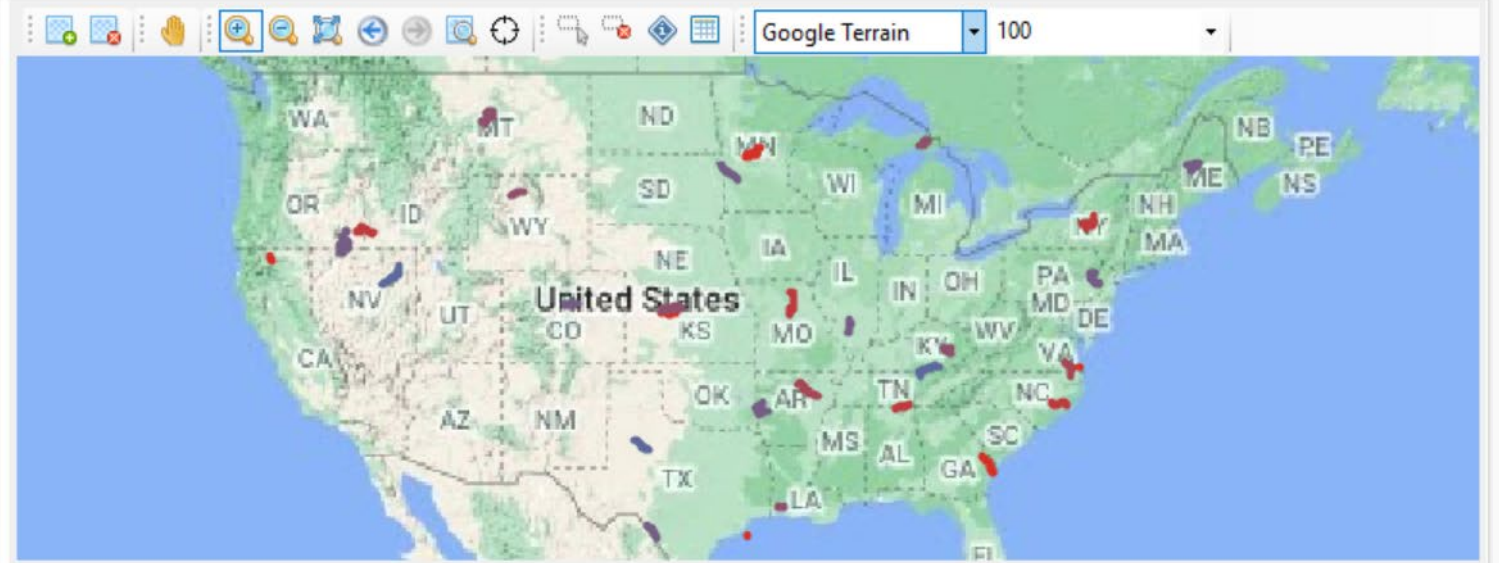 Google Terrain 100
WA
MT
ND
MN
NB
PE
OR
ID
WY
SD
WI
MI
ME
NS
NH
NY
MA
NE
IA
IL
IN
OH
PA
MD
DE
NV
UT
United States
CO
KS
MO
WV
KY
VA
CA
AZ
NM
OK
AR
TN
NC
TX
MS
AL
SC
GA
LA
FL